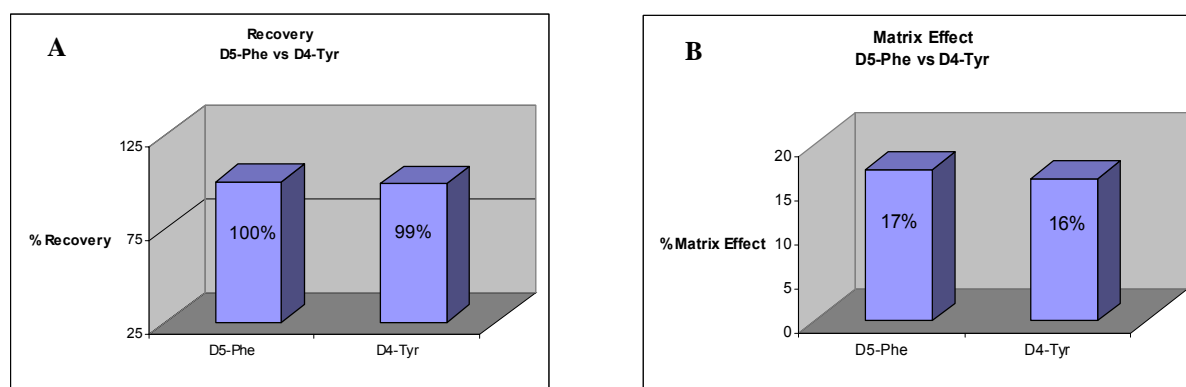 A
Recovery
D5-Phe vs D4-Tyr
125
75
25
% Recovery
100%
99%
D5-Phe
D4-Tyr
B
Matrix Effect
D5-Phe vs D4-Tyr
20
15
10
5
0
% Matrix Effect
17%
16%
D5-Phe
D4-Tyr